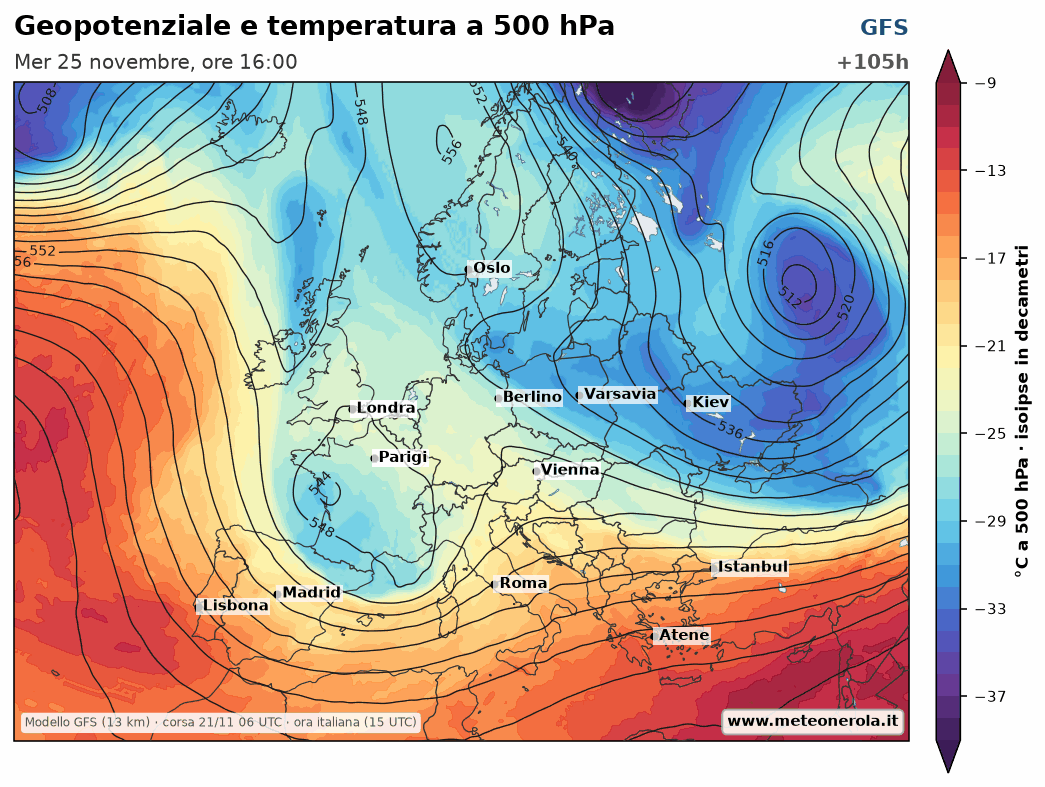 Geopotenziale e temperatura a 500 hPa
GFS
Mer 25 novembre, ore 16:00
+105h
508
552
548
556
540
552
56
516
512
520
Oslo
Berlino
Varsavia
Kiev
Londra
536
Parigi
Vienna
544
548
Istanbul
Roma
Madrid
Lisbona
Atene
Modello GFS (13 km) · corsa 21/11 06 UTC · ora italiana (15 UTC)
www.meteonerola.it
−9
−13
−17
−21
−25
−29
−33
−37
°C a 500 hPa · isoipse in decametri